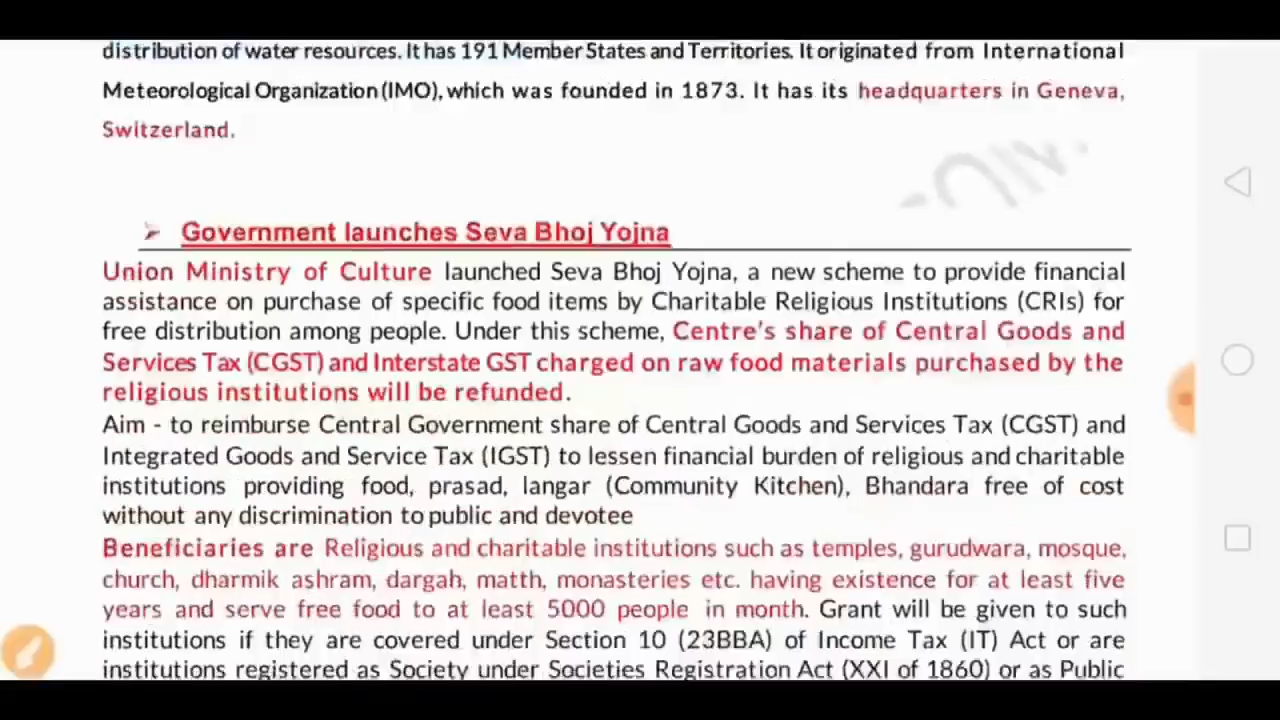 distribution of water resources. It has 191 Member States and Territories. It originated from International
Meteorological Organization (IMO), which was founded in 1873. It has its headquarters in Geneva,
Switzerland.
➢ Government launches Seva Bhoj Yojna
Union Ministry of Culture launched Seva Bhoj Yojna, a new scheme to provide financial
assistance on purchase of specific food items by Charitable Religious Institutions (CRIs) for
free distribution among people. Under this scheme, Centre's share of Central Goods and
Services Tax (CGST) and Interstate GST charged on raw food materials purchased by the
religious institutions will be refunded.
Aim - to reimburse Central Government share of Central Goods and Services Tax (CGST) and
Integrated Goods and Service Tax (IGST) to lessen financial burden of religious and charitable
institutions providing food, prasad, langar (Community Kitchen), Bhandara free of cost
without any discrimination to public and devotee
Beneficiaries are Religious and charitable institutions such as temples, gurudwara, mosque,
church, dharmik ashram, dargah, matth, monasteries etc. having existence for at least five
years and serve free food to at least 5000 people in month. Grant will be given to such
institutions if they are covered under Section 10 (23BBA) of Income Tax (IT) Act or are
institutions registered as Society under Societies Registration Act (XXI of 1860) or as Public